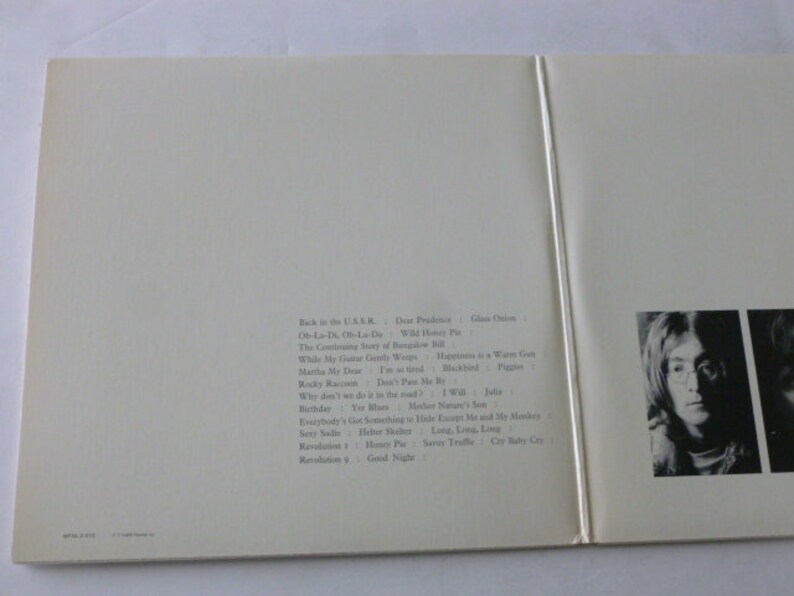 Back in the U.S.S.R. : Dear Prudence : Glass Onion :
Ob-La-Di, Ob-La-Da : Wild Honey Pie :
The Continuing Story of Bungalow Bill :
While My Guitar Gently Weeps : Happiness is a Warm Gun :
Martha My Dear : I'm so tired : Blackbird : Piggies :
Rocky Raccoon : Don't Pass Me By :
Why don't we do it in the road? : I Will : Julia :
Birthday : Yer Blues : Mother Nature's Son :
Everybody's Got Something to Hide Except Me and My Monkey :
Sexy Sadie : Helter Skelter : Long, Long, Long :
Revolution 1 : Honey Pie : Savoy Truffle : Cry Baby Cry :
Revolution 9 : Good Night :